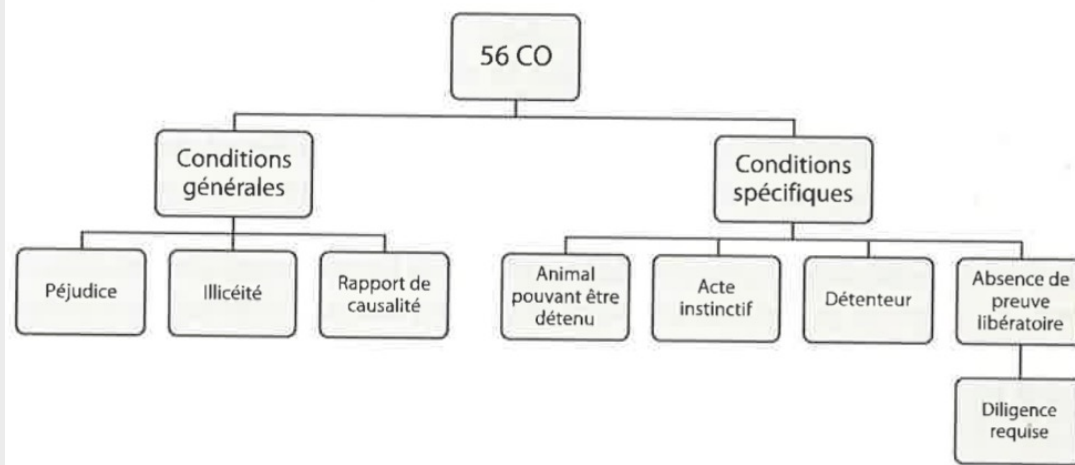 56 CO
Conditions
générales
Conditions
spécifiques
Péjudice
Illicéité
Rapport de
causalité
Animal
pouvant être
détenu
Acte
instinctif
Détenteur
Absence de
preuve
libératoire
Diligence
requise